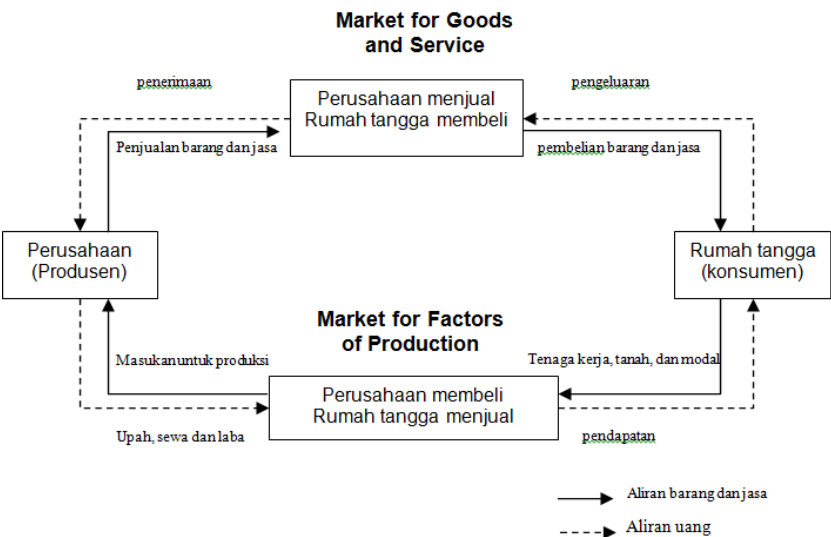 Market for Goods
and Service
penerimaan
pengeluaran
Perusahaan menjual
Rumah tangga membeli
Penjualan barang dan jasa
pembelian barang dan jasa
Perusahaan
(Produsen)
Rumah tangga
(konsumen)
Market for Factors
of Production
Masukan untuk produksi
Tenaga kerja, tanah, dan modal
Perusahaan membeli
Rumah tangga menjual
Upah, sewa dan laba
pendapatan
Aliran barang dan jasa
Aliran uang